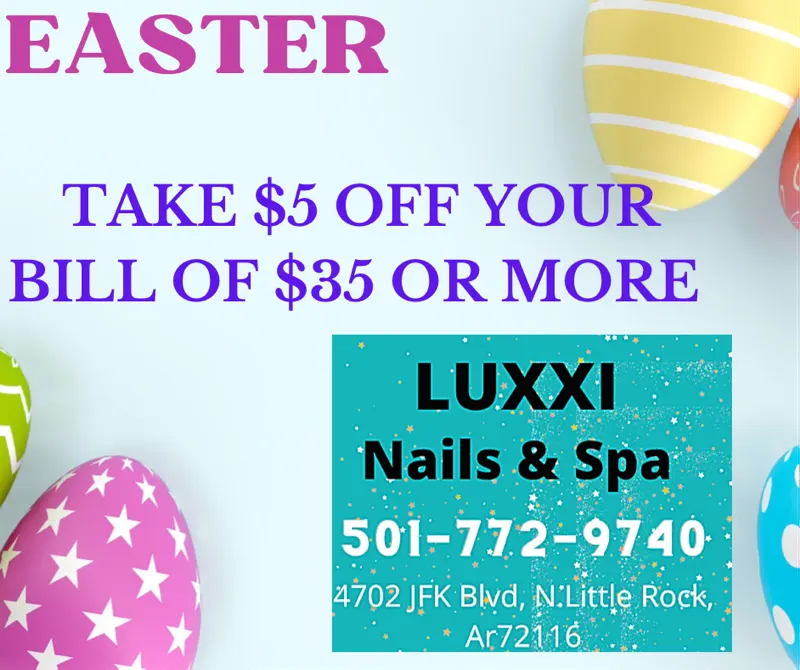 EASTER
TAKE $5 OFF YOUR
BILL OF $35 OR MORE
LUXXI
Nails & Spa
501-772-9740
4702 JFK Blvd, N.Little Rock,
Ar72116